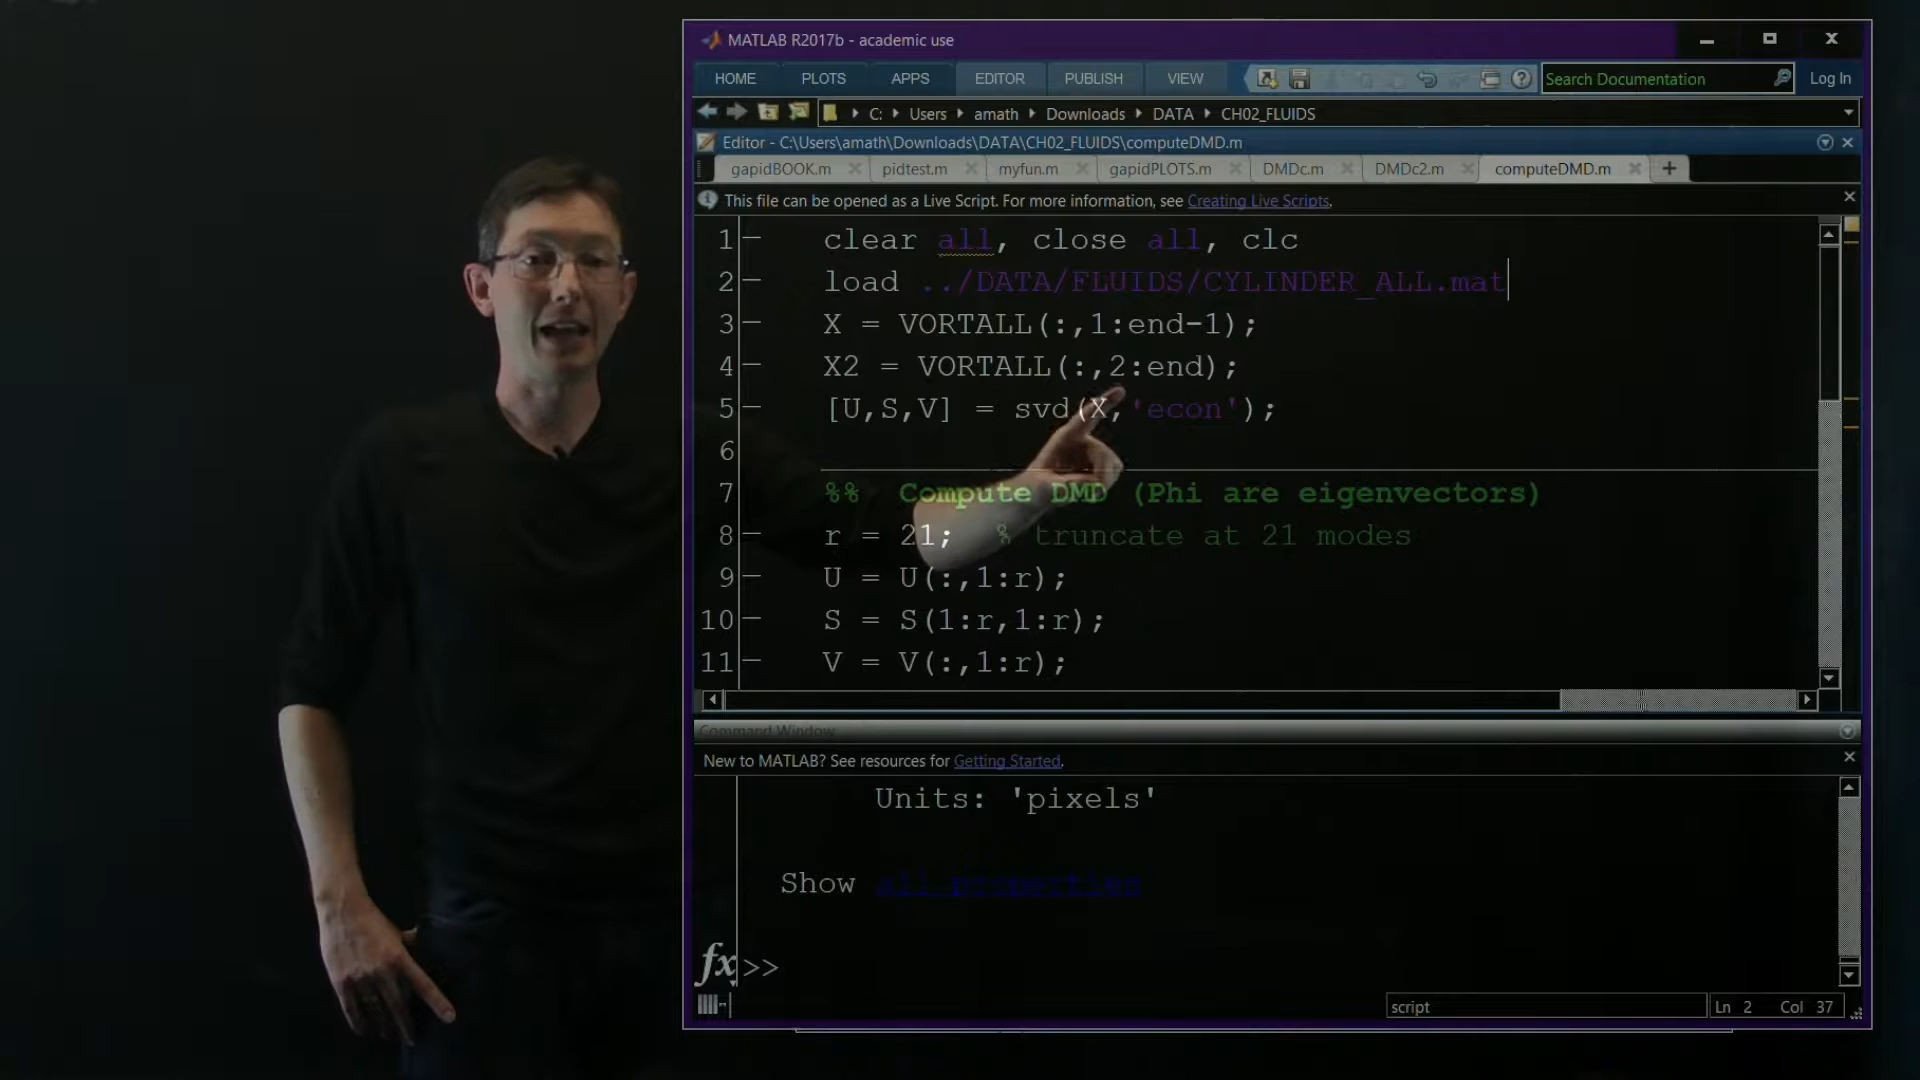 MATLAB R2017b - academic use
HOME PLOTS APPS EDITOR PUBLISH VIEW Search Documentation Log In
C: Users amath Downloads DATA CH02_FLUIDS
Editor - C:\Users\amath\Downloads\DATA\CH02_FLUIDS\computeDMD.m
gapidBOOK.m pidtest.m myfun.m gapidPLOTS.m DMDc.m DMDc2.m computeDMD.m
This file can be opened as a Live Script. For more information, see Creating Live Scripts.
1 clear all, close all, clc
2 load ../DATA/FLUIDS/CYLINDER_ALL.mat
3 X = VORTALL(:,1:end-1);
4 X2 = VORTALL(:,2:end);
5 [U,S,V] = svd(X,'econ');
6
7 %% Compute DMD (Phi are eigenvectors)
8 r = 21; % truncate at 21 modes
9 U = U(:,1:r);
10 S = S(1:r,1:r);
11 V = V(:,1:r);
Command Window
New to MATLAB? See resources for Getting Started.
Units: 'pixels'
Show all properties
fx >>
script Ln 2 Col 37